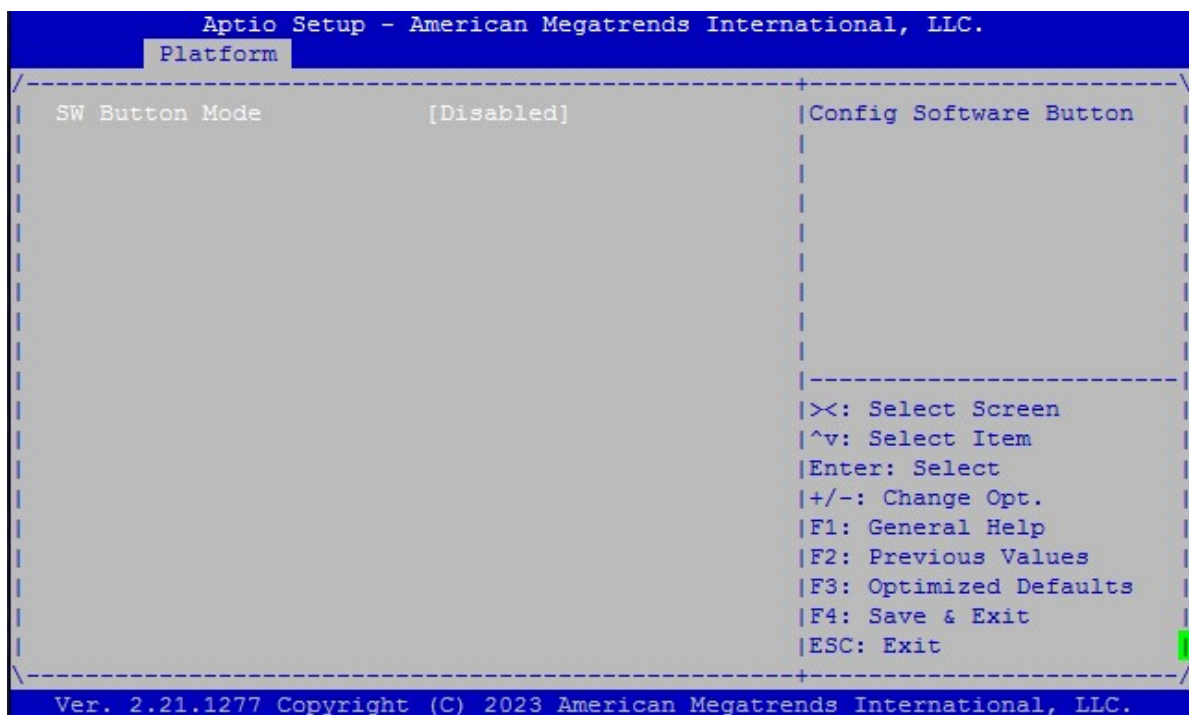 Aptio Setup - American Megatrends International, LLC.
Platform
SW Button Mode [Disabled]
Config Software Button
><: Select Screen
^v: Select Item
Enter: Select
+/-: Change Opt.
F1: General Help
F2: Previous Values
F3: Optimized Defaults
F4: Save & Exit
ESC: Exit
Ver. 2.21.1277 Copyright (C) 2023 American Megatrends International, LLC.